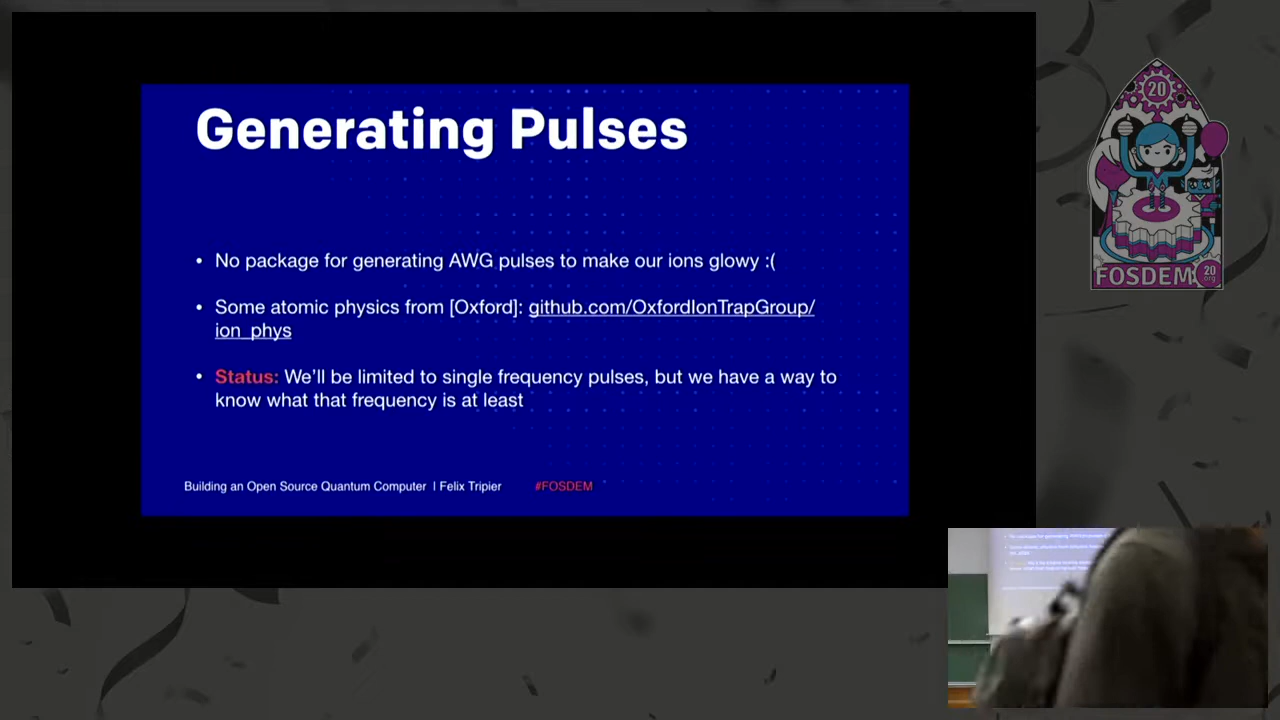 Generating Pulses
• No package for generating AWG pulses to make our ions glowy :(
• Some atomic physics from [Oxford]: github.com/OxfordIonTrapGroup/
ion_phys
• Status: We'll be limited to single frequency pulses, but we have a way to
know what that frequency is at least
Building an Open Source Quantum Computer | Felix Tripier #FOSDEM
20
FOSDEM
20
.org